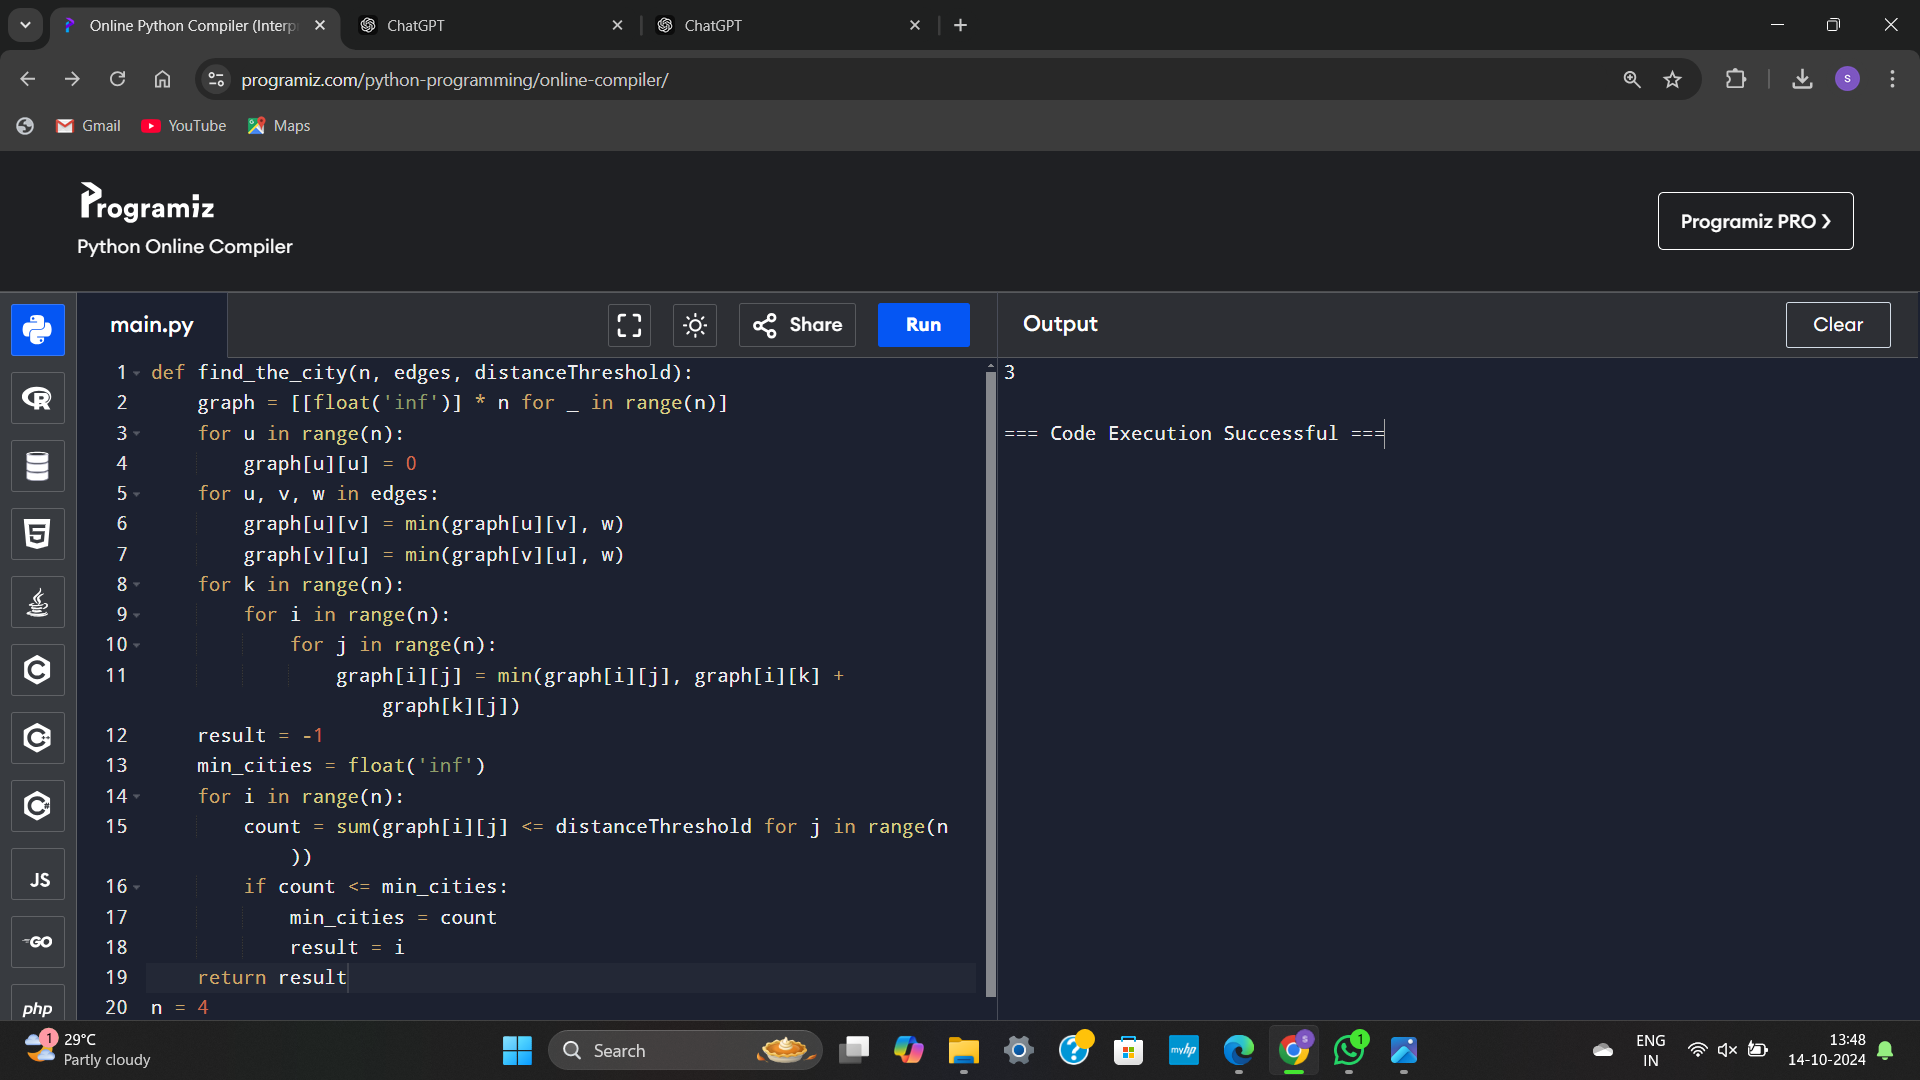 Online Python Compiler (Interp
ChatGPT
ChatGPT
programiz.com/python-programming/online-compiler/
S
Gmail
YouTube
Maps
Programiz
Python Online Compiler
Programiz PRO ❯
main.py
Share
Run
Output
Clear
1 def find_the_city(n, edges, distanceThreshold):
2 graph = [[float('inf')] * n for _ in range(n)]
3 for u in range(n):
4 graph[u][u] = 0
5 for u, v, w in edges:
6 graph[u][v] = min(graph[u][v], w)
7 graph[v][u] = min(graph[v][u], w)
8 for k in range(n):
9 for i in range(n):
10 for j in range(n):
11 graph[i][j] = min(graph[i][j], graph[i][k] +
graph[k][j])
12 result = -1
13 min_cities = float('inf')
14 for i in range(n):
15 count = sum(graph[i][j] <= distanceThreshold for j in range(n
))
16 if count <= min_cities:
17 min_cities = count
18 result = i
19 return result
20 n = 4
3
=== Code Execution Successful ===
R
5
C
C++
C#
JS
GO
php
1
29°C
Partly cloudy
Search
myhp
S
1
ENG
IN
13:48
14-10-2024